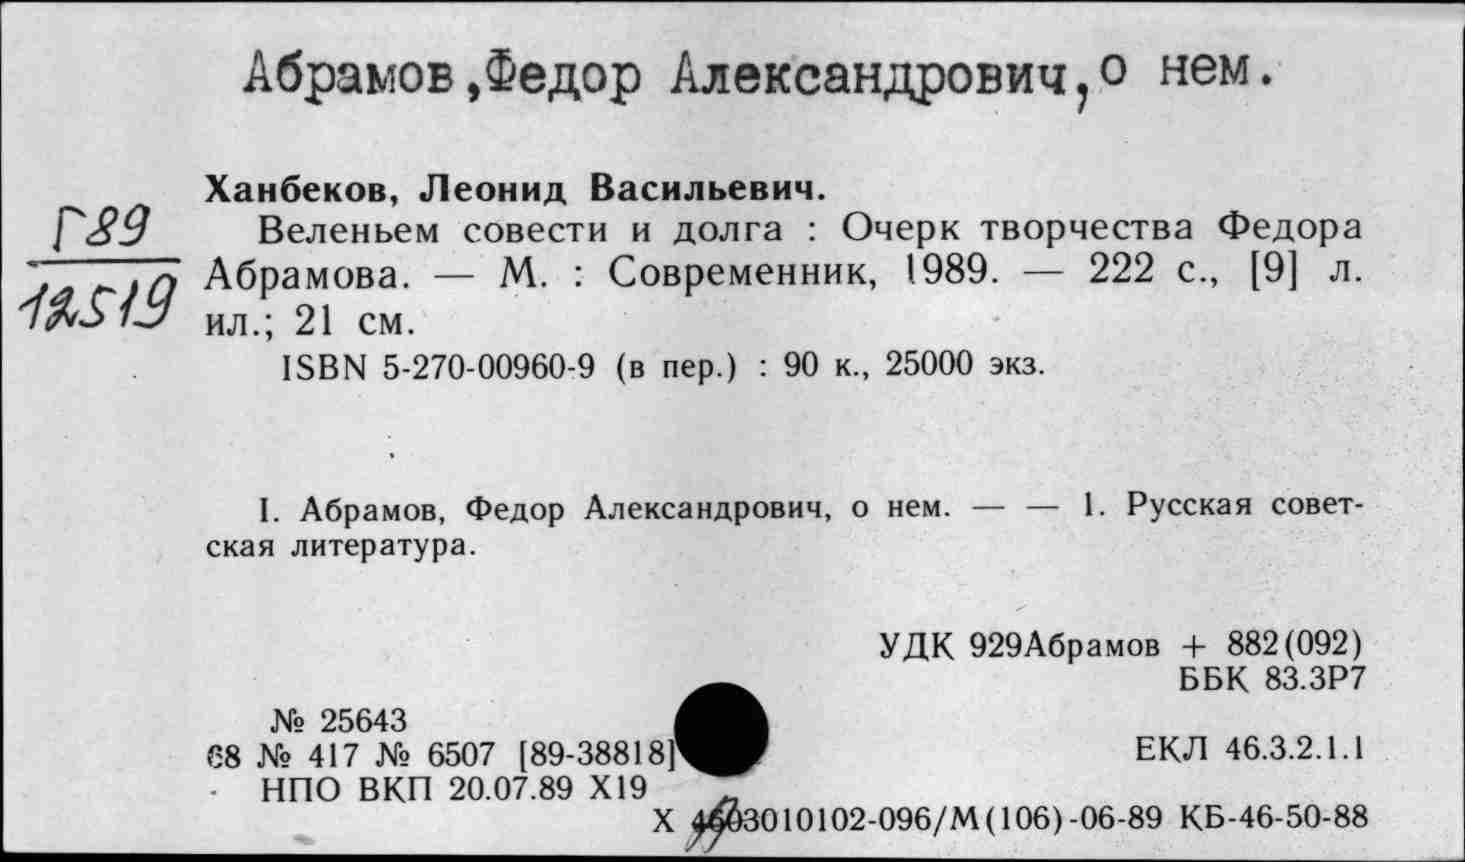 Абрамов,Федор Александрович,о нем.
Ханбеков, Леонид Васильевич.
Г89
12519
Веленьем совести и долга : Очерк творчества Федора
Абрамова. — М. : Современник, 1989. — 222 с., [9] л.
ил.; 21 см.
ISBN 5-270-00960-9 (в пер.) : 90 к., 25000 экз.
I. Абрамов, Федор Александрович, о нем. — — 1. Русская совет-
ская литература.
УДК 929Абрамов + 882(092)
ББК 83.3Р7
№ 25643
68 № 417 № 6507 [89-38818]
ЕКЛ 46.3.2.1.1
НПО ВКП 20.07.89 Х19
Х 4603010102-096/М(106)-06-89 КБ-46-50-88